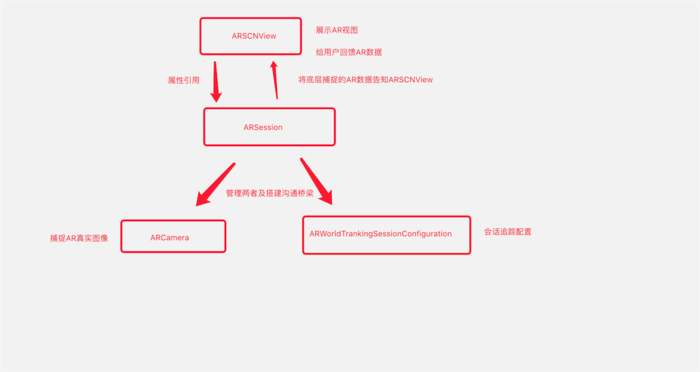 ARSCNView
展示AR视图
给用户回馈AR数据
属性引用
将底层捕捉的AR数据告知ARSCNView
ARSession
管理两者及搭建沟通桥梁
捕捉AR真实图像
ARCamera
ARWorldTrankingSessionConfiguration
会话追踪配置